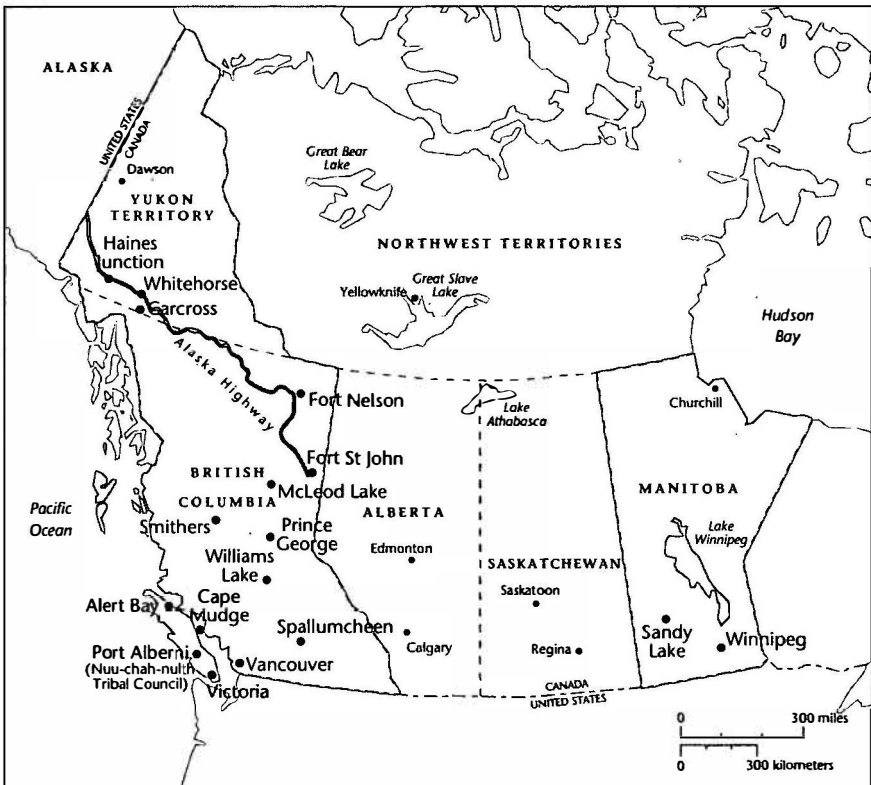 ALASKA
UNITED STATES
CANADA
Dawson
YUKON
TERRITORY
Haines
Junction
Whitehorse
Carcross
Great Bear
Lake
NORTHWEST TERRITORIES
Yellowknife
Great Slave
Lake
Hudson
Bay
Alaska Highway
Fort Nelson
Lake
Athabasca
Churchill
Fort St John
BRITISH
COLUMBIA
McLeod Lake
Pacific
Ocean
Smithers
Prince
George
ALBERTA
MANITOBA
Lake
Winnipeg
Williams
Lake
Edmonton
SASKATCHEWAN
Saskatoon
Alert Bay
Cape
Mudge
Spallumcheen
Calgary
Regina
Sandy
Lake
Winnipeg
Port Alberni
(Nuu-chah-nulth
Tribal Council)
Vancouver
Victoria
CANADA
UNITED STATES
0 300 miles
0 300 kilometers